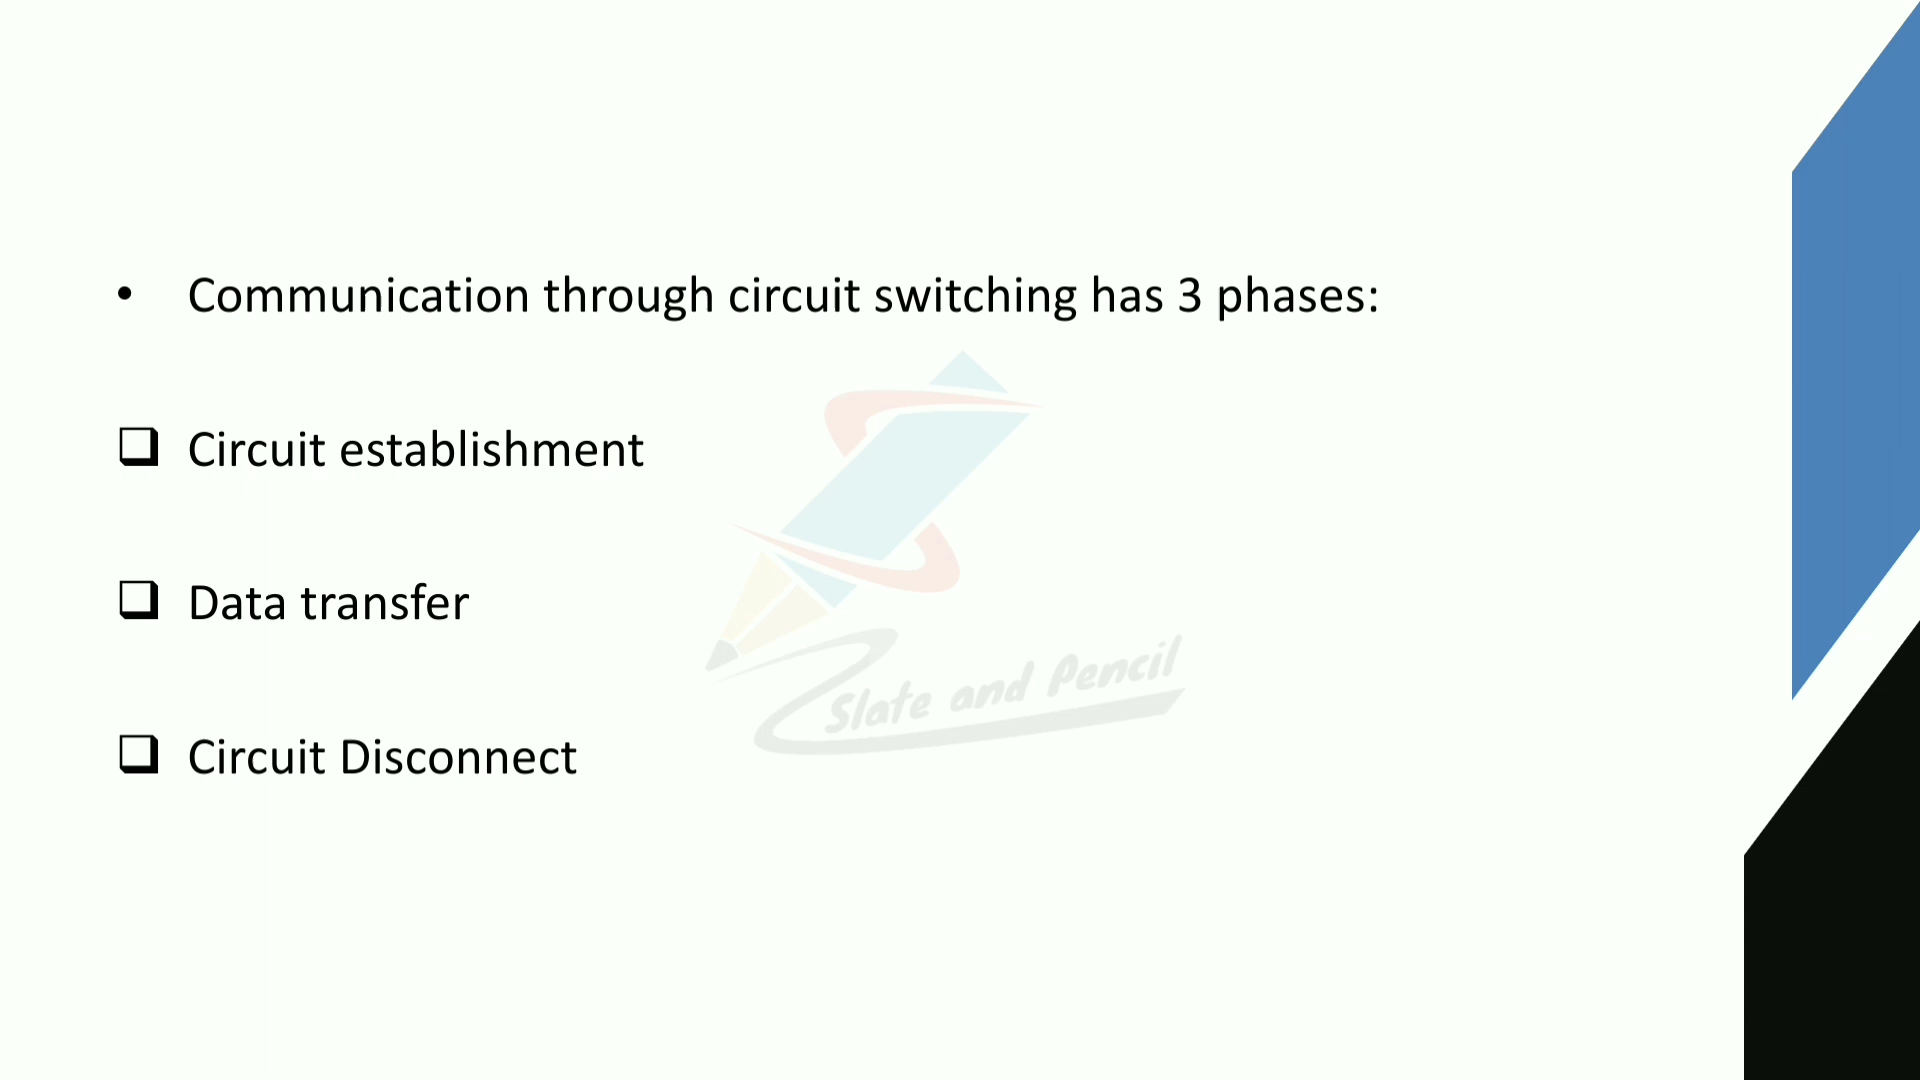 • Communication through circuit switching has 3 phases:
❑ Circuit establishment
❑ Data transfer
❑ Circuit Disconnect
Slate and Pencil